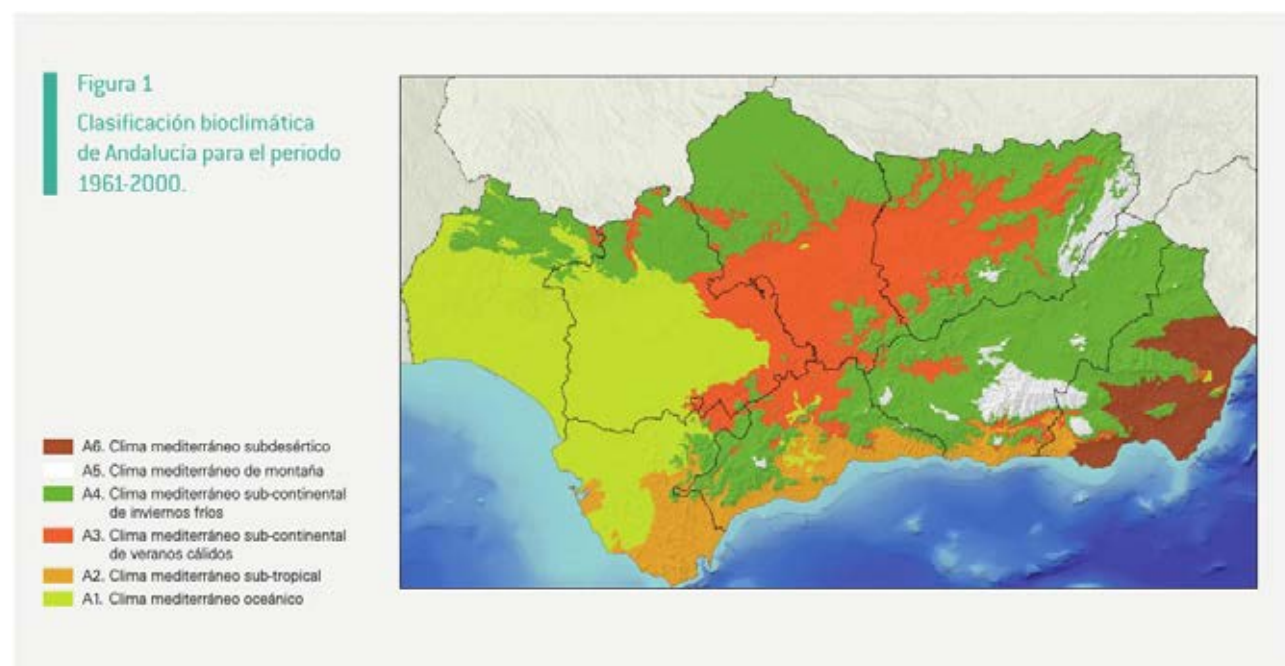 Figura 1
Clasificación bioclimática
de Andalucía para el periodo
1961-2000.
A6. Clima mediterráneo subdesértico
A5. Clima mediterráneo de montaña
A4. Clima mediterráneo sub-continental
de inviernos fríos
A3. Clima mediterráneo sub-continental
de veranos cálidos
A2. Clima mediterráneo sub-tropical
A1. Clima mediterráneo oceánico